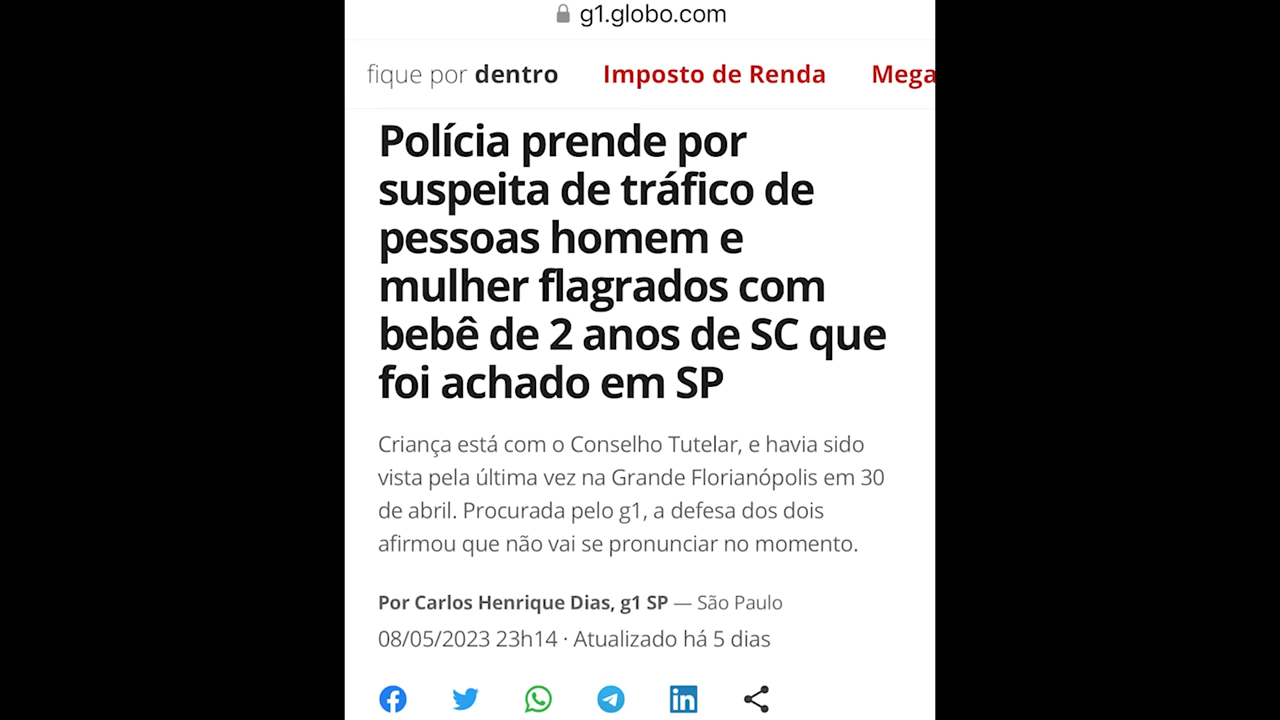 g1.globo.com
fique por dentro Imposto de Renda Mega
Polícia prende por
suspeita de tráfico de
pessoas homem e
mulher flagrados com
bebê de 2 anos de SC que
foi achado em SP
Criança está com o Conselho Tutelar, e havia sido
vista pela última vez na Grande Florianópolis em 30
de abril. Procurada pelo g1, a defesa dos dois
afirmou que não vai se pronunciar no momento.
Por Carlos Henrique Dias, g1 SP — São Paulo
08/05/2023 23h14 · Atualizado há 5 dias